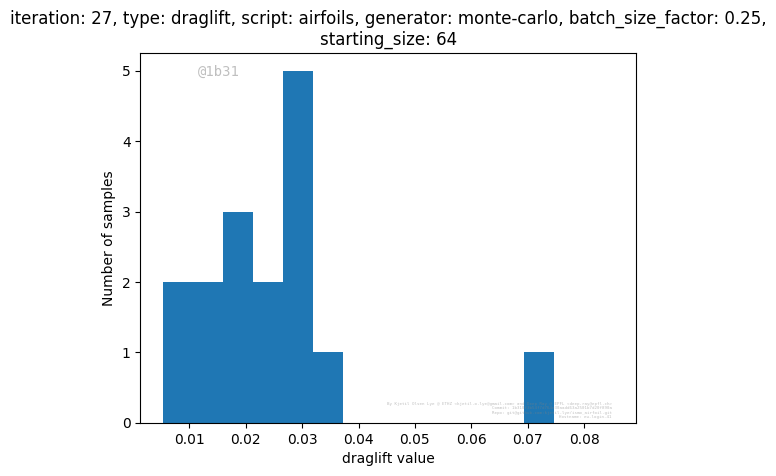 iteration: 27, type: draglift, script: airfoils, generator: monte-carlo, batch_size_factor: 0.25,
starting_size: 64
@1b31
5
4
3
2
1
0
Number of samples
0.01 0.02 0.03 0.04 0.05 0.06 0.07 0.08
draglift value